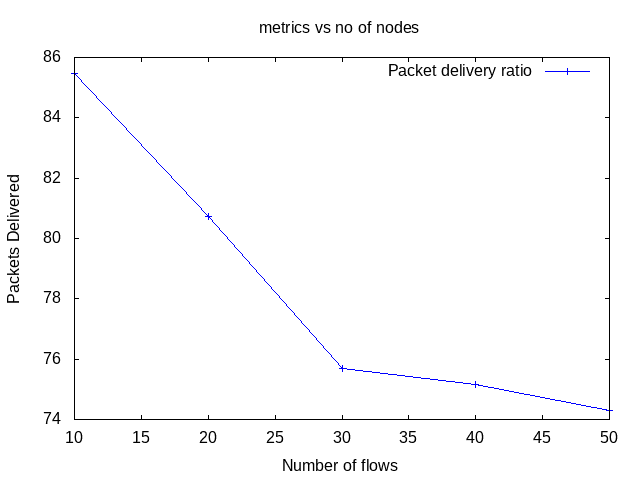 metrics vs no of nodes
Packet delivery ratio
86
84
82
80
78
76
74
Packets Delivered
10 15 20 25 30 35 40 45 50
Number of flows